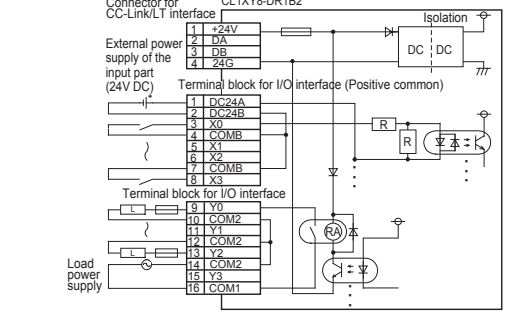 Connector for
CC-Link/LT interface
CL1XY8-DR1B2
Isolation
1 +24V
2 DA
3 DB
4 24G
DC DC
External power
supply of the
input part
(24V DC)
Terminal block for I/O interface (Positive common)
1 DC24A
2 DC24B
3 X0
4 COMB
5 X1
6 X2
7 COMB
8 X3
R
R
Terminal block for I/O interface
9 Y0
10 COM2
11 Y1
12 COM2
13 Y2
14 COM2
15 Y3
16 COM1
L
L
RA
Load
power
supply